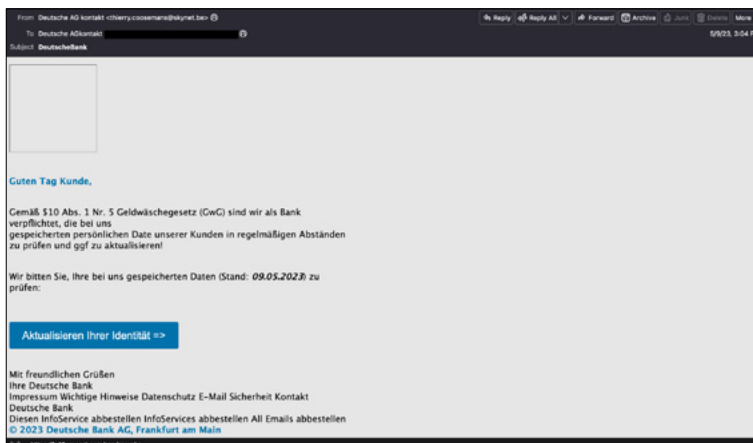 From Deutsche AG kontakt <thierry.coosemans@skynet.be>
Reply Reply All Forward Archive Junk Delete More
To Deutsche AGkontakt
5/9/23, 3:04 P
Subject DeutscheBank
Guten Tag Kunde,
Gemäß §10 Abs. 1 Nr. 5 Geldwäschegesetz (GwG) sind wir als Bank
verpflichtet, die bei uns
gespeicherten persönlichen Date unserer Kunden in regelmäßigen Abständen
zu prüfen und ggf zu aktualisieren!
Wir bitten Sie, Ihre bei uns gespeicherten Daten (Stand: 09.05.2023) zu
prüfen:
Aktualisieren Ihrer Identität =>
Mit freundlichen Grüßen
Ihre Deutsche Bank
Impressum Wichtige Hinweise Datenschutz E-Mail Sicherheit Kontakt
Deutsche Bank
Diesen InfoService abbestellen InfoServices abbestellen All Emails abbestellen
© 2023 Deutsche Bank AG, Frankfurt am Main